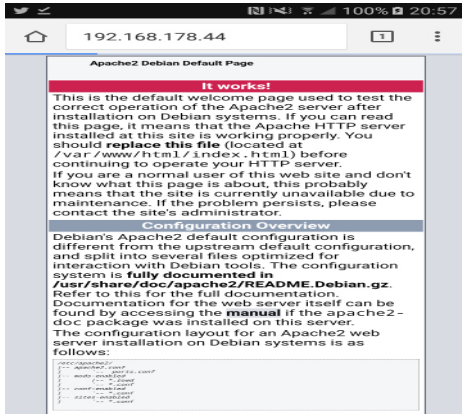 100% 20:57
192.168.178.44
1
Apache2 Debian Default Page
It works!
This is the default welcome page used to test the
correct operation of the Apache2 server after
installation on Debian systems. If you can read
this page, it means that the Apache HTTP server
installed at this site is working properly. You
should replace this file (located at
/var/www/html/index.html) before
continuing to operate your HTTP server.
If you are a normal user of this web site and don't
know what this page is about, this probably
means that the site is currently unavailable due to
maintenance. If the problem persists, please
contact the site's administrator.
Configuration Overview
Debian's Apache2 default configuration is
different from the upstream default configuration,
and split into several files optimized for
interaction with Debian tools. The configuration
system is fully documented in
/usr/share/doc/apache2/README.Debian.gz.
Refer to this for the full documentation.
Documentation for the web server itself can be
found by accessing the manual if the apache2-
doc package was installed on this server.
The configuration layout for an Apache2 web
server installation on Debian systems is as
follows:
/etc/apache2/
|-- apache2.conf
|       `-- ports.conf
|-- mods-enabled
|       |-- *.load
|       `-- *.conf
|-- conf-enabled
|       `-- *.conf
|-- sites-enabled
|       `-- *.conf